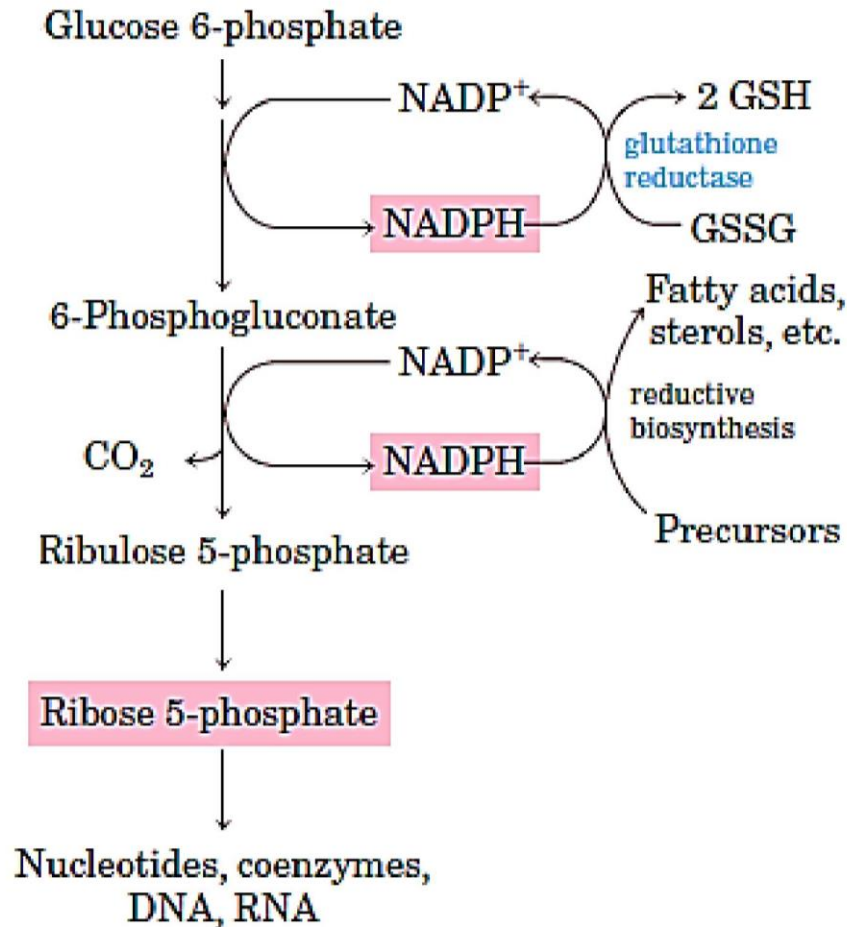 Glucose 6-phosphate
NADP+
2 GSH
glutathione
reductase
NADPH
GSSG
6-Phosphogluconate
Fatty acids,
sterols, etc.
NADP+
reductive
biosynthesis
CO2
NADPH
Precursors
Ribulose 5-phosphate
Ribose 5-phosphate
Nucleotides, coenzymes,
DNA, RNA